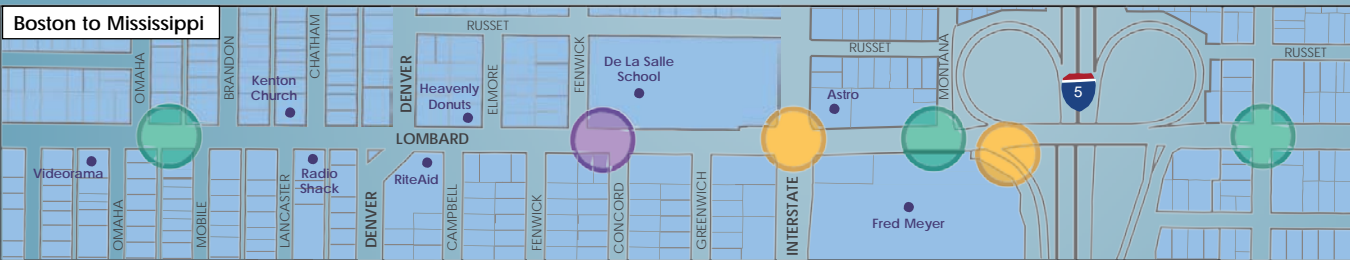 Boston to Mississippi
RUSSET
OMAHA
BRANDON
CHATHAM
Kenton
Church
DENVER
Heavenly
Donuts
ELMORE
FENWICK
De La Salle
School
RUSSET
Astro
MONTANA
5
RUSSET
LOMBARD
Videorama
OMAHA
MOBILE
LANCASTER
Radio
Shack
DENVER
RiteAid
CAMPBELL
FENWICK
CONCORD
GREENWICH
INTERSTATE
Fred Meyer